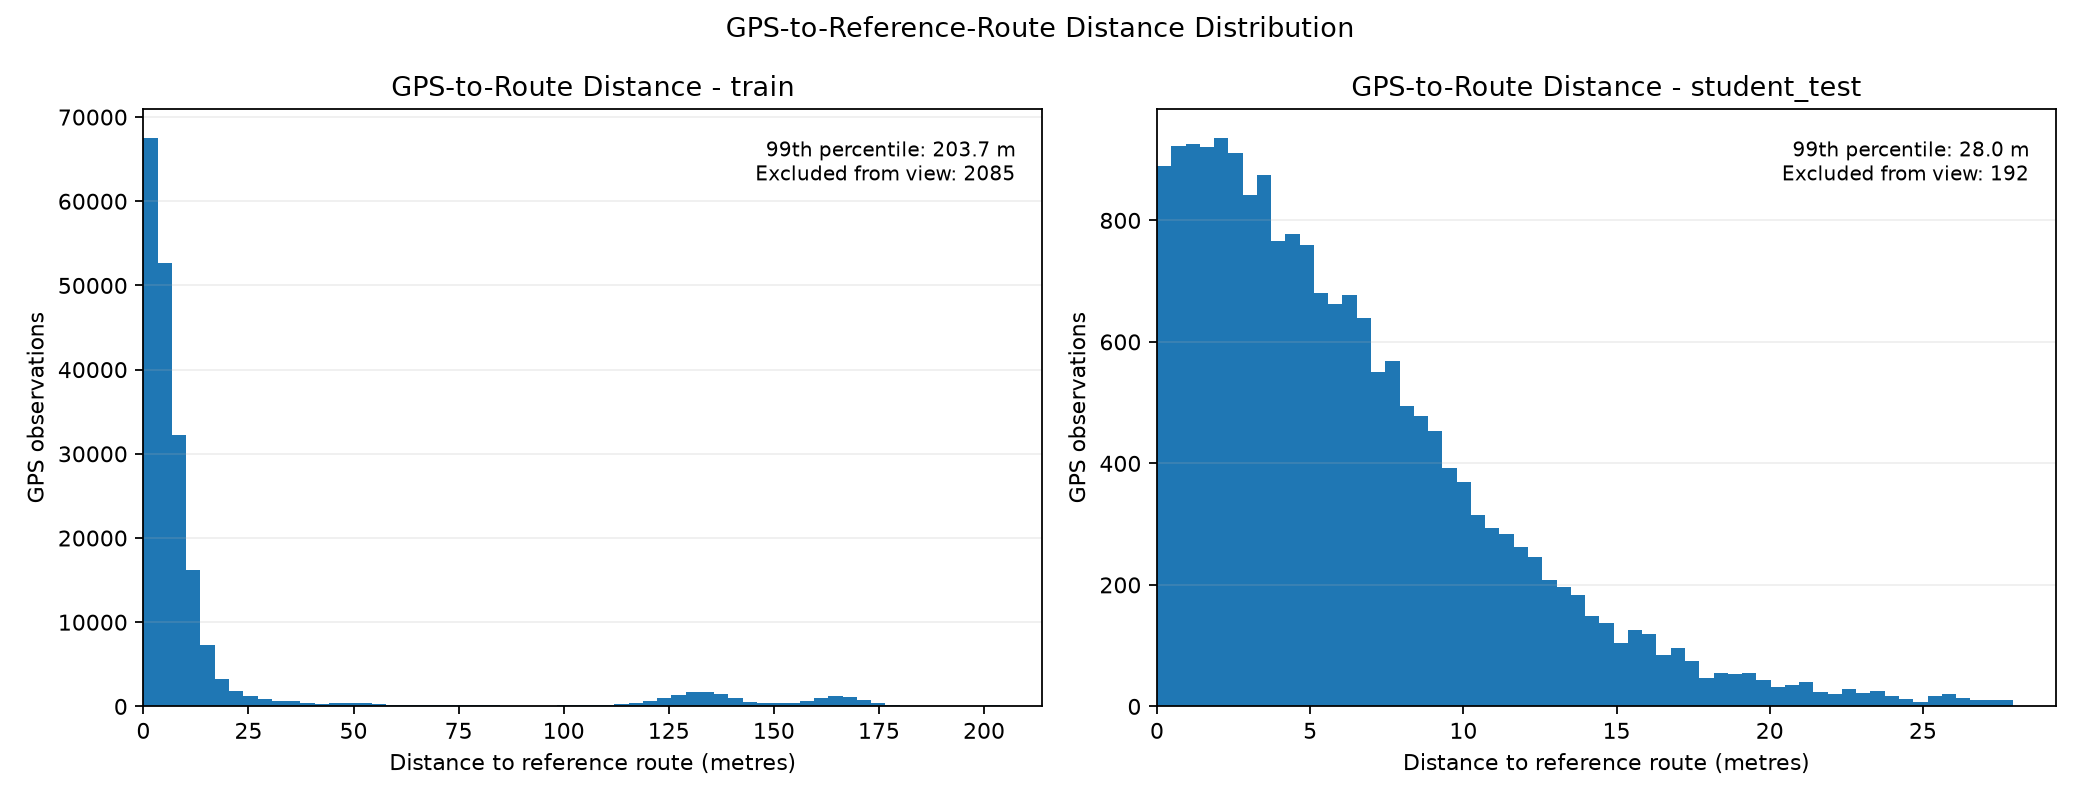 GPS-to-Reference-Route Distance Distribution
GPS-to-Route Distance - train
99th percentile: 203.7 m
Excluded from view: 2085
70000
60000
50000
40000
30000
20000
10000
0
GPS observations
0 25 50 75 100 125 150 175 200
Distance to reference route (metres)
GPS-to-Route Distance - student_test
99th percentile: 28.0 m
Excluded from view: 192
800
600
400
200
0
GPS observations
0 5 10 15 20 25
Distance to reference route (metres)